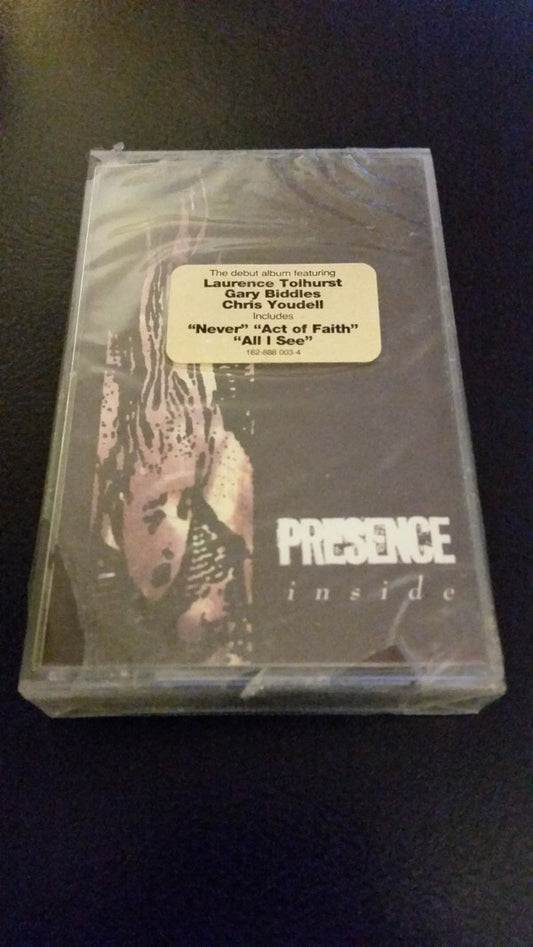 The debut album featuring
Laurence Tolhurst
Gary Biddles
Chris Youdell
Includes
“Never” “Act of Faith”
“All I See”
162-888 003-4
PRESENCE
inside